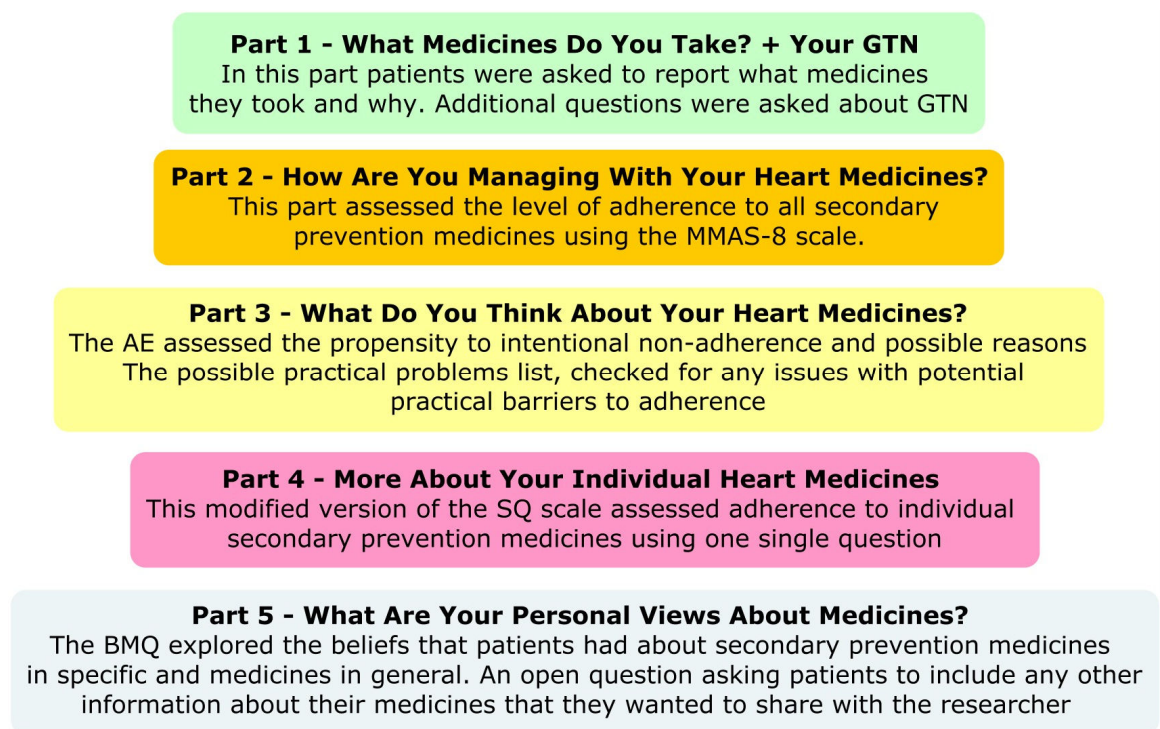 Part 1 - What Medicines Do You Take? + Your GTN
In this part patients were asked to report what medicines
they took and why. Additional questions were asked about GTN
Part 2 - How Are You Managing With Your Heart Medicines?
This part assessed the level of adherence to all secondary
prevention medicines using the MMAS-8 scale.
Part 3 - What Do You Think About Your Heart Medicines?
The AE assessed the propensity to intentional non-adherence and possible reasons
The possible practical problems list, checked for any issues with potential
practical barriers to adherence
Part 4 - More About Your Individual Heart Medicines
This modified version of the SQ scale assessed adherence to individual
secondary prevention medicines using one single question
Part 5 - What Are Your Personal Views About Medicines?
The BMQ explored the beliefs that patients had about secondary prevention medicines
in specific and medicines in general. An open question asking patients to include any other
information about their medicines that they wanted to share with the researcher